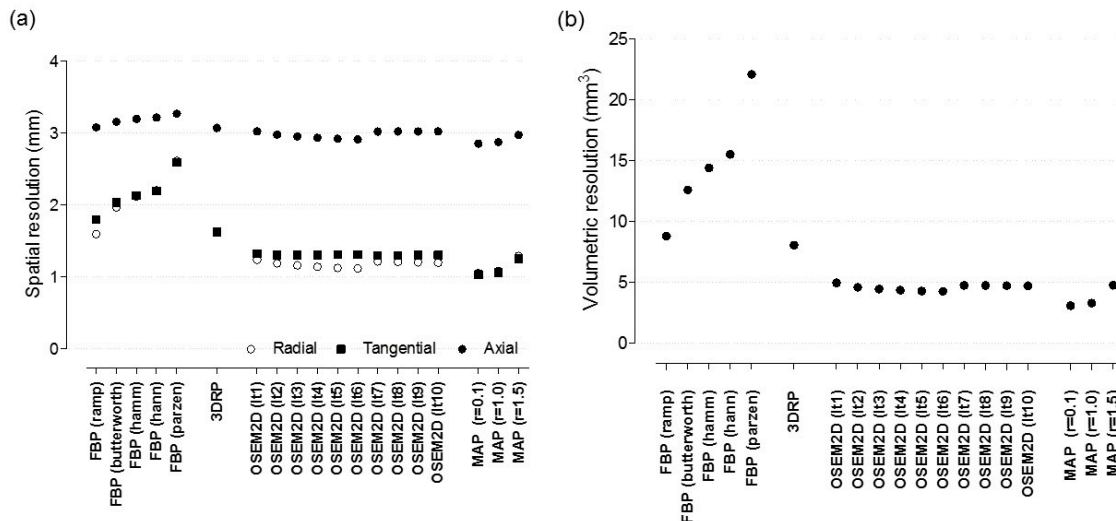 (a)
Spatial resolution (mm)
4
3
2
1
0
Radial
Tangential
Axial
FBP (ramp)
FBP (butterworth)
FBP (hamm)
FBP (hann)
FBP (parzen)
3DRP
OSEM2D (It1)
OSEM2D (It2)
OSEM2D (It3)
OSEM2D (It4)
OSEM2D (It5)
OSEM2D (It6)
OSEM2D (It7)
OSEM2D (It8)
OSEM2D (It9)
OSEM2D (It10)
MAP (r=0.1)
MAP (r=1.0)
MAP (r=1.5)
(b)
Volumetric resolution (mm³)
25
20
15
10
5
0
FBP (ramp)
FBP (butterworth)
FBP (hamm)
FBP (hann)
FBP (parzen)
3DRP
OSEM2D (It1)
OSEM2D (It2)
OSEM2D (It3)
OSEM2D (It4)
OSEM2D (It5)
OSEM2D (It6)
OSEM2D (It7)
OSEM2D (It8)
OSEM2D (It9)
OSEM2D (It10)
MAP (r=0.1)
MAP (r=1.0)
MAP (r=1.5)